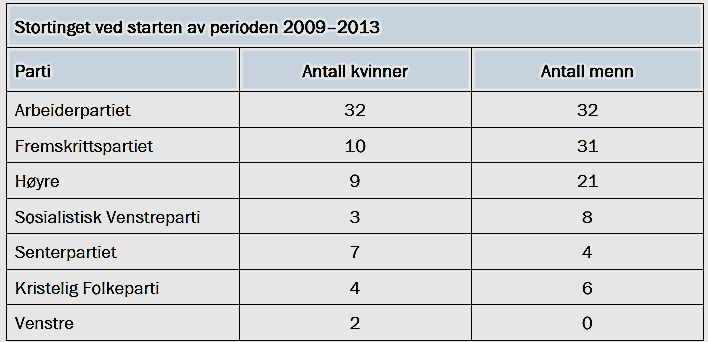 Stortinget ved starten av perioden 2009–2013
Parti Antall kvinner Antall menn
Arbeiderpartiet 32 32
Fremskrittspartiet 10 31
Høyre 9 21
Sosialistisk Venstreparti 3 8
Senterpartiet 7 4
Kristelig Folkeparti 4 6
Venstre 2 0